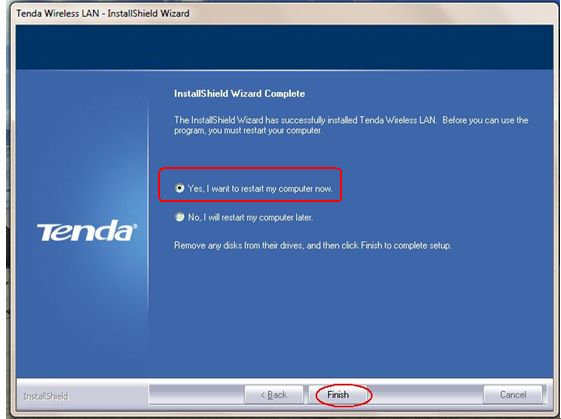 Tenda Wireless LAN - InstallShield Wizard
InstallShield Wizard Complete
The InstallShield Wizard has successfully installed Tenda Wireless LAN. Before you can use the
program, you must restart your computer.
Yes, I want to restart my computer now.
No, I will restart my computer later.
Tenda
Remove any disks from their drives, and then click Finish to complete setup.
InstallShield
< Back
Finish
Cancel